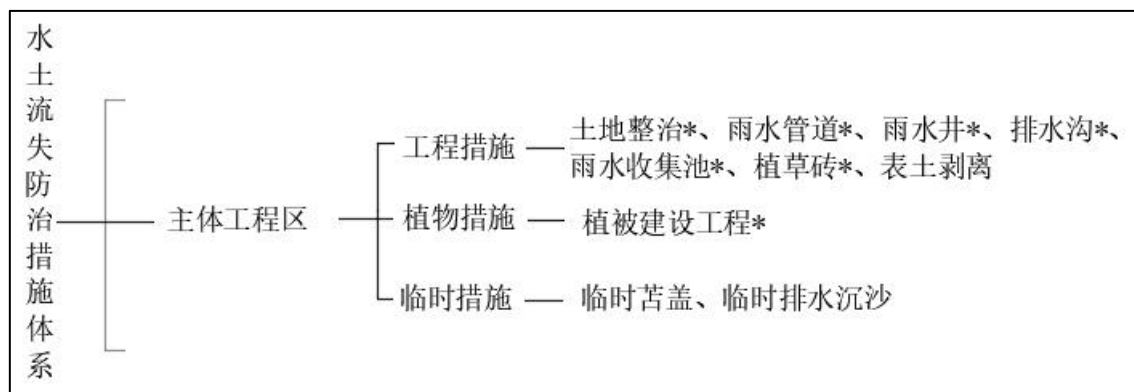 水土流失防治措施体系
主体工程区
工程措施
土地整治*、雨水管道*、雨水井*、排水沟*、
雨水收集池*、植草砖*、表土剥离
植物措施
植被建设工程*
临时措施
临时苫盖、临时排水沉沙